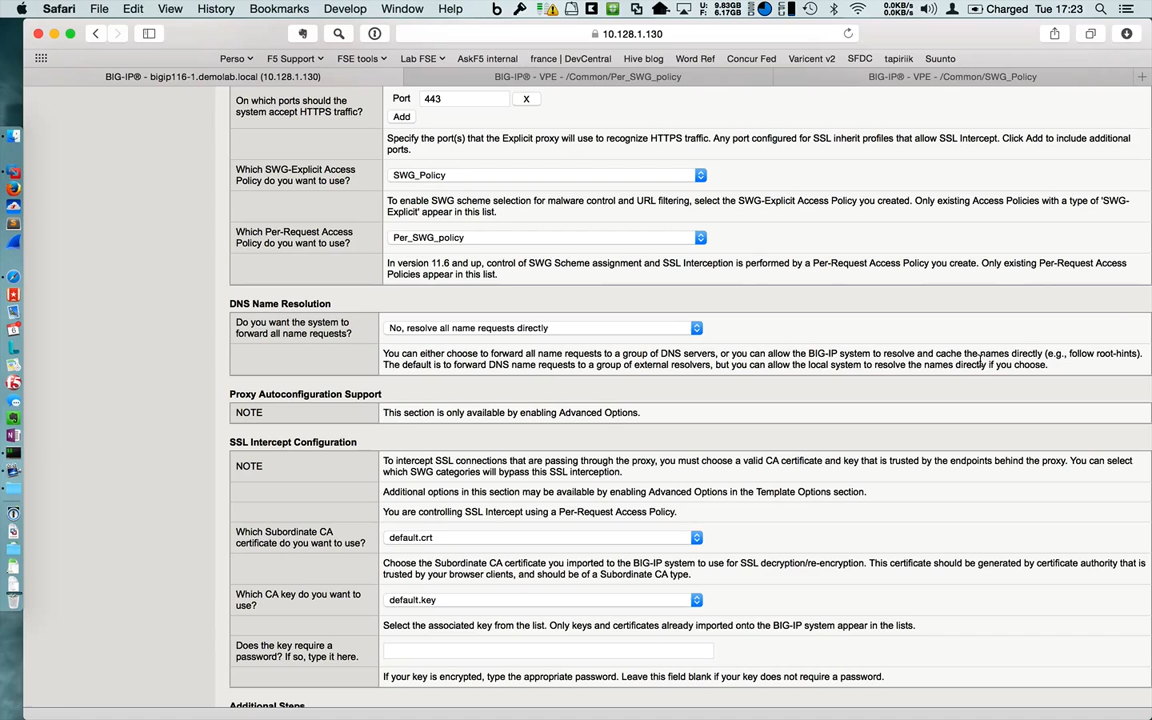 Safari File Edit View History Bookmarks Develop Window Help
U: 9.83GB
F: 6.17GB
0.0KB/s
0.0KB/s
Charged Tue 17:23
10.128.1.130
Perso F5 Support FSE tools Lab FSE AskF5 internal france | DevCentral Hive blog Word Ref Concur Fed Varicent v2 SFDC tapiriik Suunto
BIG-IP® - bigip116-1.demolab.local (10.128.1.130)
BIG-IP® - VPE - /Common/Per_SWG_policy
BIG-IP® - VPE - /Common/SWG_Policy
On which ports should the
system accept HTTPS traffic?
Port 443 X
Add
Specify the port(s) that the Explicit proxy will use to recognize HTTPS traffic. Any port configured for SSL inherit profiles that allow SSL Intercept. Click Add to include additional
ports.
Which SWG-Explicit Access
Policy do you want to use?
SWG_Policy
To enable SWG scheme selection for malware control and URL filtering, select the SWG-Explicit Access Policy you created. Only existing Access Policies with a type of 'SWG-
Explicit' appear in this list.
Which Per-Request Access
Policy do you want to use?
Per_SWG_policy
In version 11.6 and up, control of SWG Scheme assignment and SSL Interception is performed by a Per-Request Access Policy you create. Only existing Per-Request Access
Policies appear in this list.
DNS Name Resolution
Do you want the system to
forward all name requests?
No, resolve all name requests directly
You can either choose to forward all name requests to a group of DNS servers, or you can allow the BIG-IP system to resolve and cache the names directly (e.g., follow root-hints).
The default is to forward DNS name requests to a group of external resolvers, but you can allow the local system to resolve the names directly if you choose.
Proxy Autoconfiguration Support
NOTE
This section is only available by enabling Advanced Options.
SSL Intercept Configuration
NOTE
To intercept SSL connections that are passing through the proxy, you must choose a valid CA certificate and key that is trusted by the endpoints behind the proxy. You can select
which SWG categories will bypass this SSL interception.
Additional options in this section may be available by enabling Advanced Options in the Template Options section.
You are controlling SSL Intercept using a Per-Request Access Policy.
Which Subordinate CA
certificate do you want to use?
default.crt
Choose the Subordinate CA certificate you imported to the BIG-IP system to use for SSL decryption/re-encryption. This certificate should be generated by certificate authority that is
trusted by your browser clients, and should be of a Subordinate CA type.
Which CA key do you want to
use?
default.key
Select the associated key from the list. Only keys and certificates already imported onto the BIG-IP system appear in the lists.
Does the key require a
password? If so, type it here.
If your key is encrypted, type the appropriate password. Leave this field blank if your key does not require a password.
Additional Steps